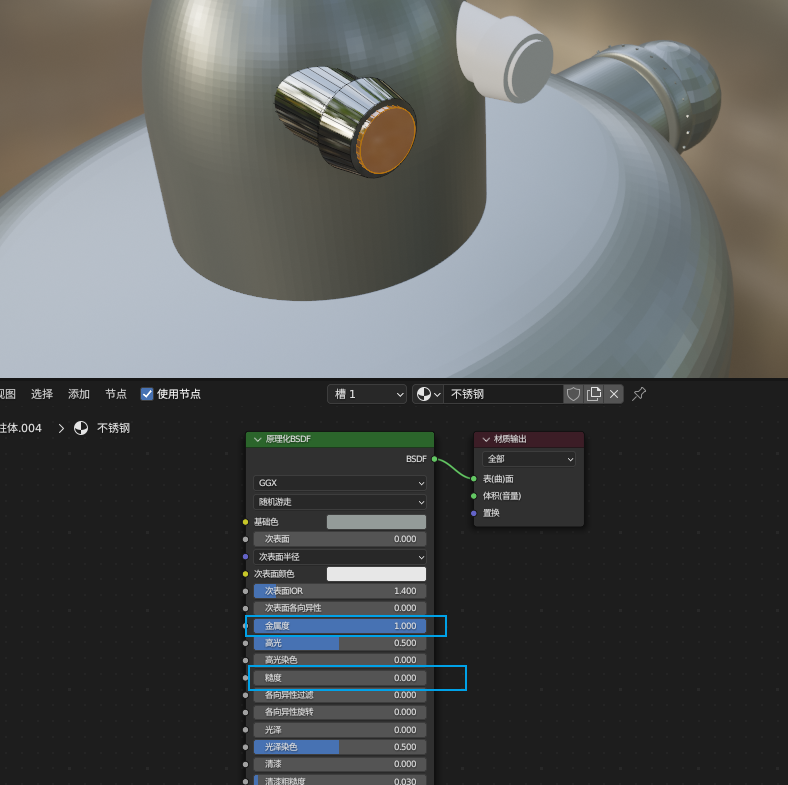 视图 选择 添加 节点 使用节点 槽 1 不锈钢
柱体.004 不锈钢
原理化BSDF
BSDF
GGX
随机游走
基础色
次表面 0.000
次表面半径
次表面颜色
次表面IOR 1.400
次表面各向异性 0.000
金属度 1.000
高光 0.500
高光染色 0.000
糙度 0.000
各向异性过滤 0.000
各向异性旋转 0.000
光泽 0.000
光泽染色 0.500
清漆 0.000
清漆粗糙度 0.030
材质输出
全部
表(曲)面
体积(音量)
置换